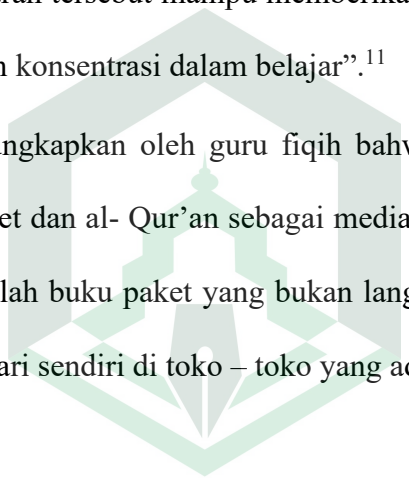 tersebut mampu memberika
konsentrasi dalam belajar”.11
ngkapkan oleh guru fiqih bahw
et dan al- Qur’an sebagai media
lah buku paket yang bukan lang
ari sendiri di toko – toko yang ad